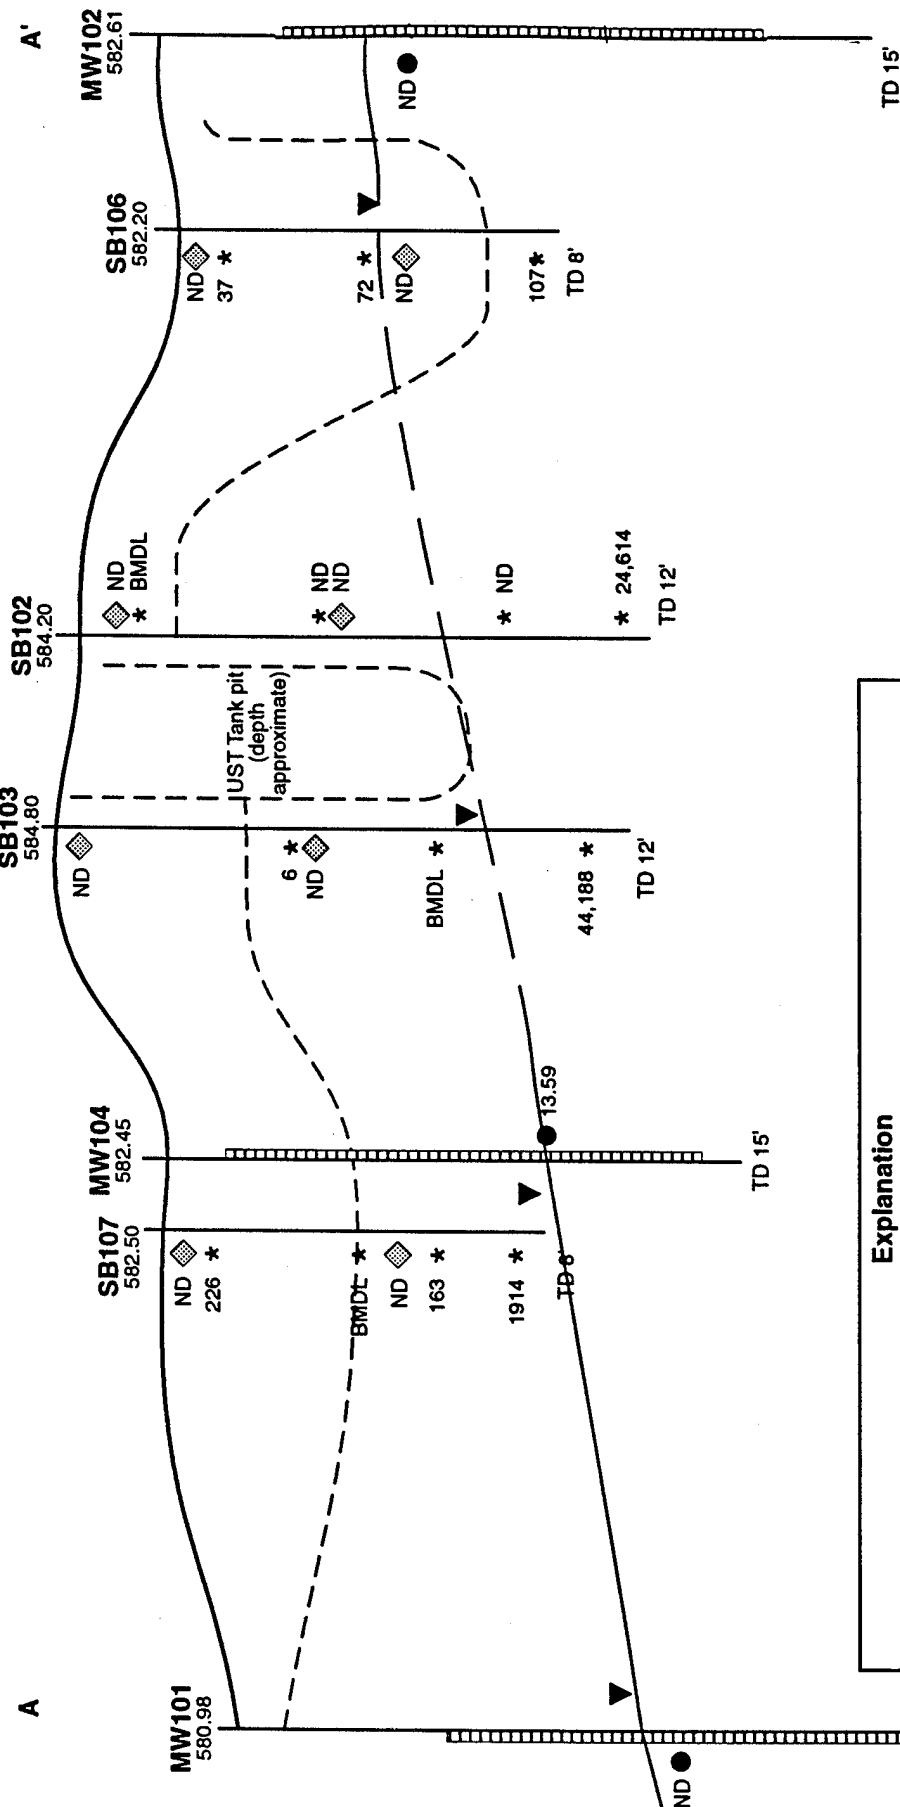 A
A'
MW101
580.98
ND
SB107
582.50
ND
226
BMDL
ND
163
1914
TD 8'
MW104
582.45
13.59
TD 15'
SB103
584.80
ND
6
ND
BMDL
44,188
TD 12'
UST Tank pit
(depth
approximate)
SB102
584.20
ND
BMDL
ND
ND
ND
24,614
TD 12'
SB106
582.20
ND
37
72
ND
107
TD 8'
MW102
582.61
ND
TD 15'
Explanation